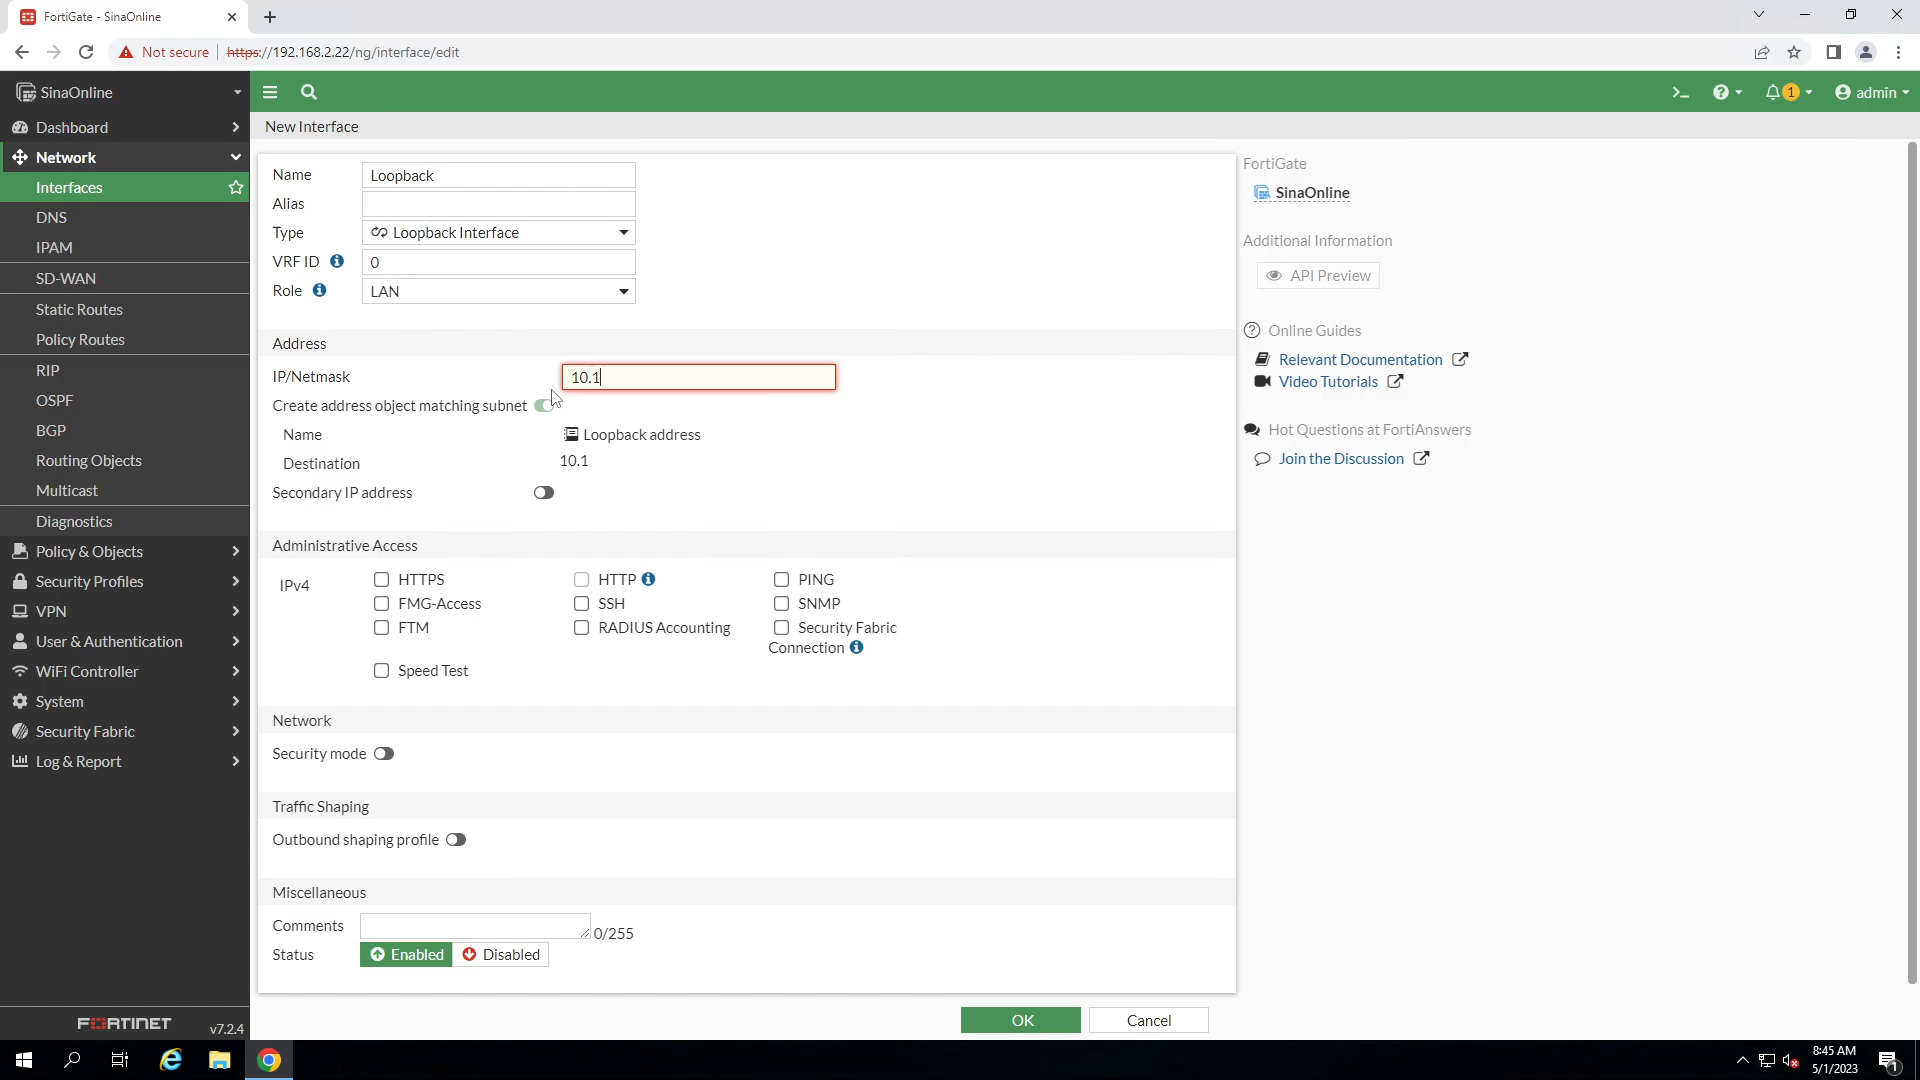 FortiGate - SinaOnline
Not secure
https://192.168.2.22/ng/interface/edit
SinaOnline
1
admin
Dashboard
Network
Interfaces
DNS
IPAM
SD-WAN
Static Routes
Policy Routes
RIP
OSPF
BGP
Routing Objects
Multicast
Diagnostics
Policy & Objects
Security Profiles
VPN
User & Authentication
WiFi Controller
System
Security Fabric
Log & Report
FORTINET
v7.2.4
New Interface
Name
Loopback
Alias
Type
Loopback Interface
VRF ID
0
Role
LAN
Address
IP/Netmask
10.1
Create address object matching subnet
Name
Loopback address
Destination
10.1
Secondary IP address
Administrative Access
IPv4
HTTPS
HTTP
PING
FMG-Access
SSH
SNMP
FTM
RADIUS Accounting
Security Fabric
Connection
Speed Test
Network
Security mode
Traffic Shaping
Outbound shaping profile
Miscellaneous
Comments
0/255
Status
Enabled
Disabled
OK
Cancel
FortiGate
SinaOnline
Additional Information
API Preview
Online Guides
Relevant Documentation
Video Tutorials
Hot Questions at FortiAnswers
Join the Discussion
8:45 AM
5/1/2023
1